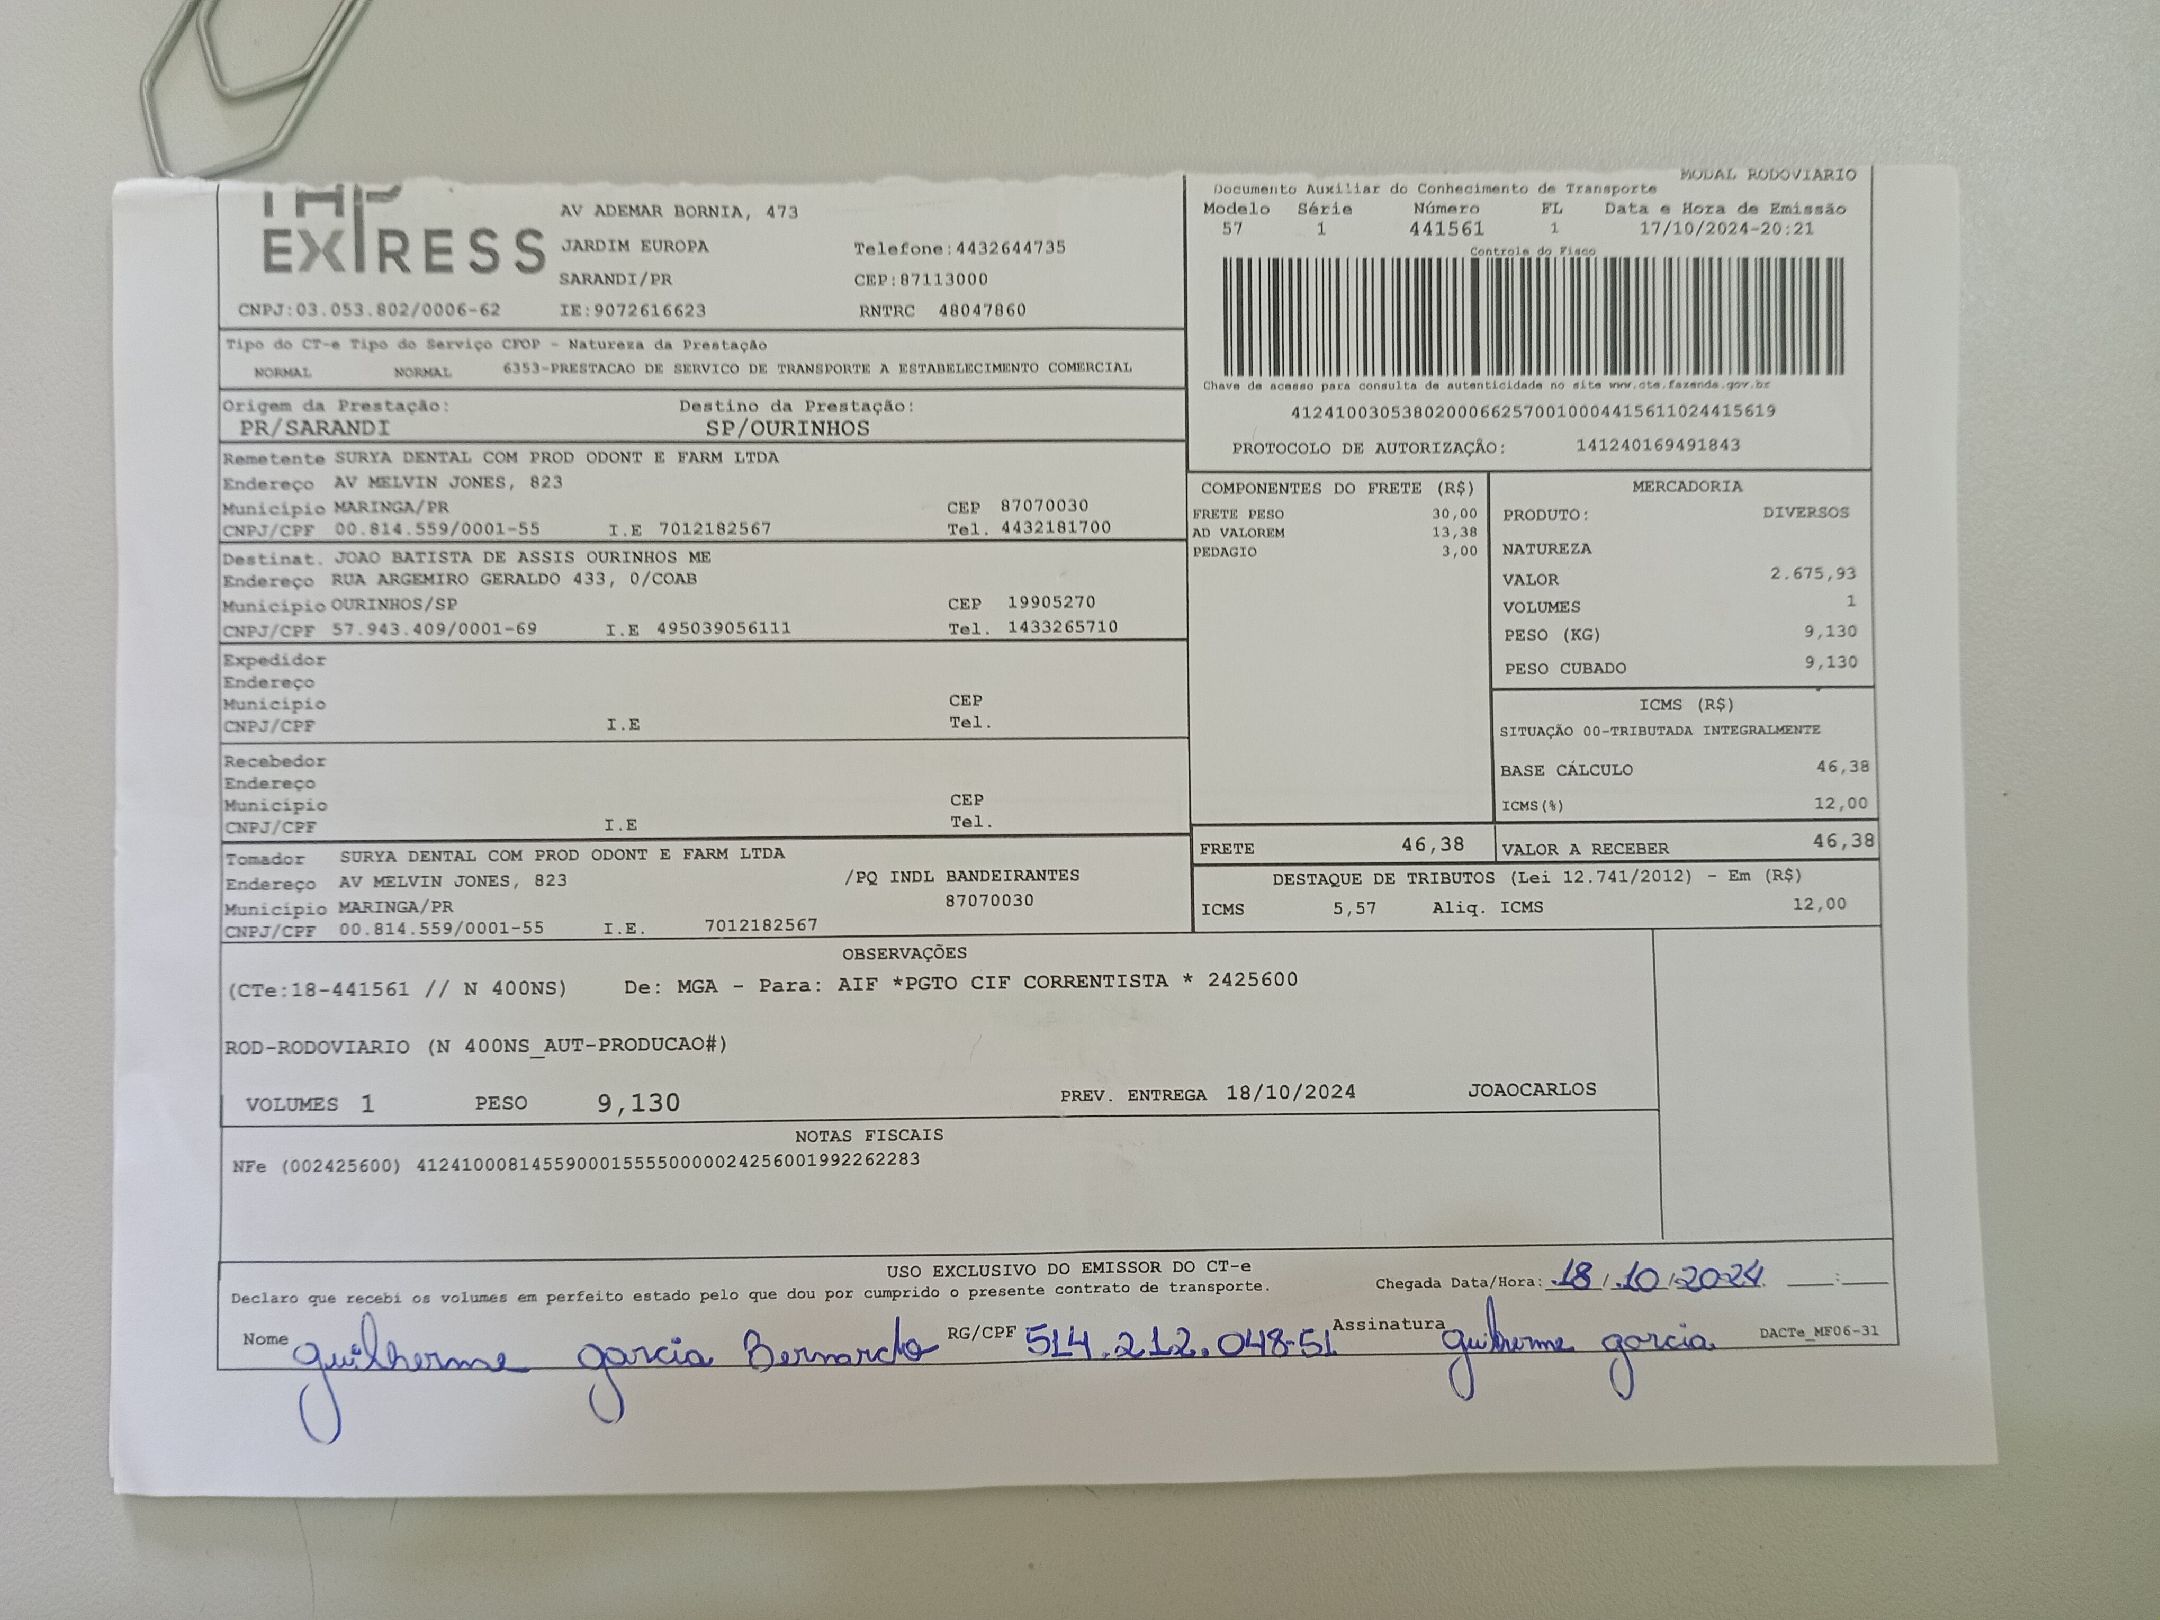 EXPRESS
AV ADEMAR BORNIA, 473
JARDIM EUROPA Telefone:4432644735
SARANDI/PR CEP:87113000
CNPJ:03.053.802/0006-62 IE:9072616623 RNTRC 48047860
MODAL RODOVIARIO
Documento Auxiliar do Conhecimento de Transporte
Modelo Série Número FL Data e Hora de Emissão
57 1 441561 1 17/10/2024-20:21
Controle do Fisco
Chave de acesso para consulta de autenticidade no site www.cte.fazenda.gov.br
41241003053802000662570010004415611024415619
PROTOCOLO DE AUTORIZAÇÃO: 141240169491843
Tipo do CT-e Tipo do Serviço CFOP - Natureza da Prestação
NORMAL NORMAL 6353-PRESTACAO DE SERVICO DE TRANSPORTE A ESTABELECIMENTO COMERCIAL
Origem da Prestação: Destino da Prestação:
PR/SARANDI SP/OURINHOS
Remetente SURYA DENTAL COM PROD ODONT E FARM LTDA
Endereço AV MELVIN JONES, 823
Município MARINGA/PR CEP 87070030
CNPJ/CPF 00.814.559/0001-55 I.E 7012182567 Tel. 4432181700
Destinat. JOAO BATISTA DE ASSIS OURINHOS ME
Endereço RUA ARGEMIRO GERALDO 433, 0/COAB
Município OURINHOS/SP CEP 19905270
CNPJ/CPF 57.943.409/0001-69 I.E 495039056111 Tel. 1433265710
Expedidor
Endereço
Município CEP
CNPJ/CPF I.E Tel.
Recebedor
Endereço
Município CEP
CNPJ/CPF I.E Tel.
Tomador SURYA DENTAL COM PROD ODONT E FARM LTDA
Endereço AV MELVIN JONES, 823 /PQ INDL BANDEIRANTES
Município MARINGA/PR 87070030
CNPJ/CPF 00.814.559/0001-55 I.E. 7012182567
COMPONENTES DO FRETE (R$)
FRETE PESO 30,00
AD VALOREM 13,38
PEDAGIO 3,00
MERCADORIA
PRODUTO: DIVERSOS
NATUREZA
VALOR 2.675,93
VOLUMES 1
PESO (KG) 9,130
PESO CUBADO 9,130
ICMS (R$)
SITUAÇÃO 00-TRIBUTADA INTEGRALMENTE
BASE CÁLCULO 46,38
ICMS(%) 12,00
FRETE 46,38 VALOR A RECEBER 46,38
DESTAQUE DE TRIBUTOS (Lei 12.741/2012) - Em (R$)
ICMS 5,57 Aliq. ICMS 12,00
OBSERVAÇÕES
(CTe:18-441561 // N 400NS) De: MGA - Para: AIF *PGTO CIF CORRENTISTA * 2425600
ROD-RODOVIARIO (N 400NS_AUT-PRODUCAO#)
VOLUMES 1 PESO 9,130 PREV. ENTREGA 18/10/2024 JOAOCARLOS
NOTAS FISCAIS
NFe (002425600) 41241000814559000155550000024256001992262283
USO EXCLUSIVO DO EMISSOR DO CT-e
Declaro que recebi os volumes em perfeito estado pelo que dou por cumprido o presente contrato de transporte. Chegada Data/Hora: 18/10/2024 __:__
Nome guilherme garcia Bernardo RG/CPF 514.212.048-51 Assinatura guilherme garcia DACTe_MF06-31